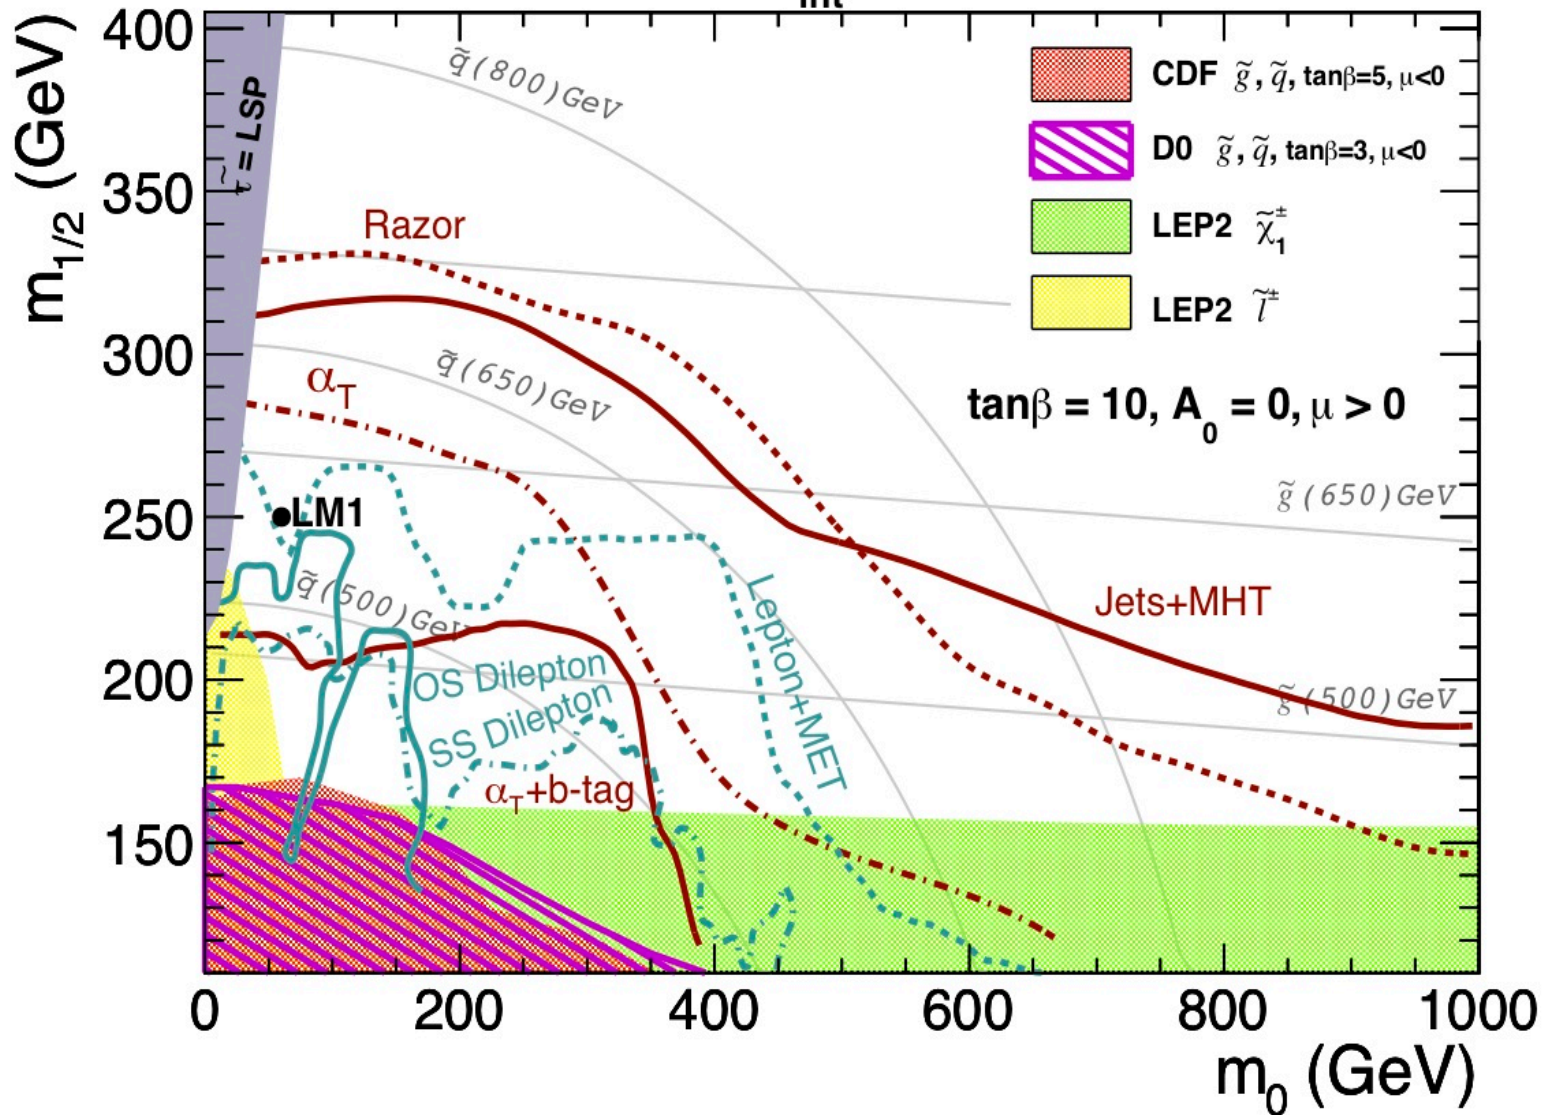 int
m1/2 (GeV)
400
350
300
250
200
150
0
200
400
600
800
1000
m0 (GeV)
τ̃ = LSP
q̃(800)GeV
q̃(650)GeV
q̃(500)GeV
g̃(650)GeV
g̃(500)GeV
CDF g̃, q̃, tanβ=5, μ<0
D0 g̃, q̃, tanβ=3, μ<0
LEP2 χ̃1±
LEP2 l̃±
tanβ = 10, A0 = 0, μ > 0
Razor
αT
LM1
Jets+MHT
Lepton+MET
OS Dilepton
SS Dilepton
αT+b-tag